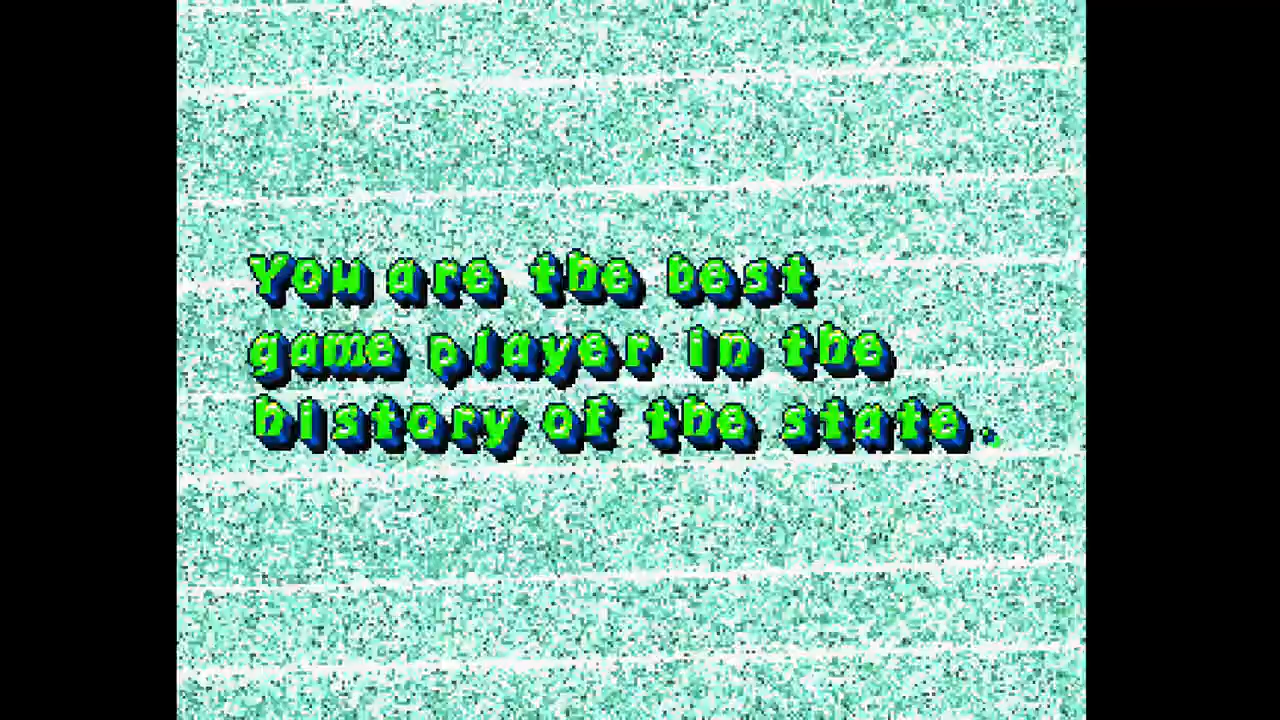 You are the best
game player in the
history of the state.